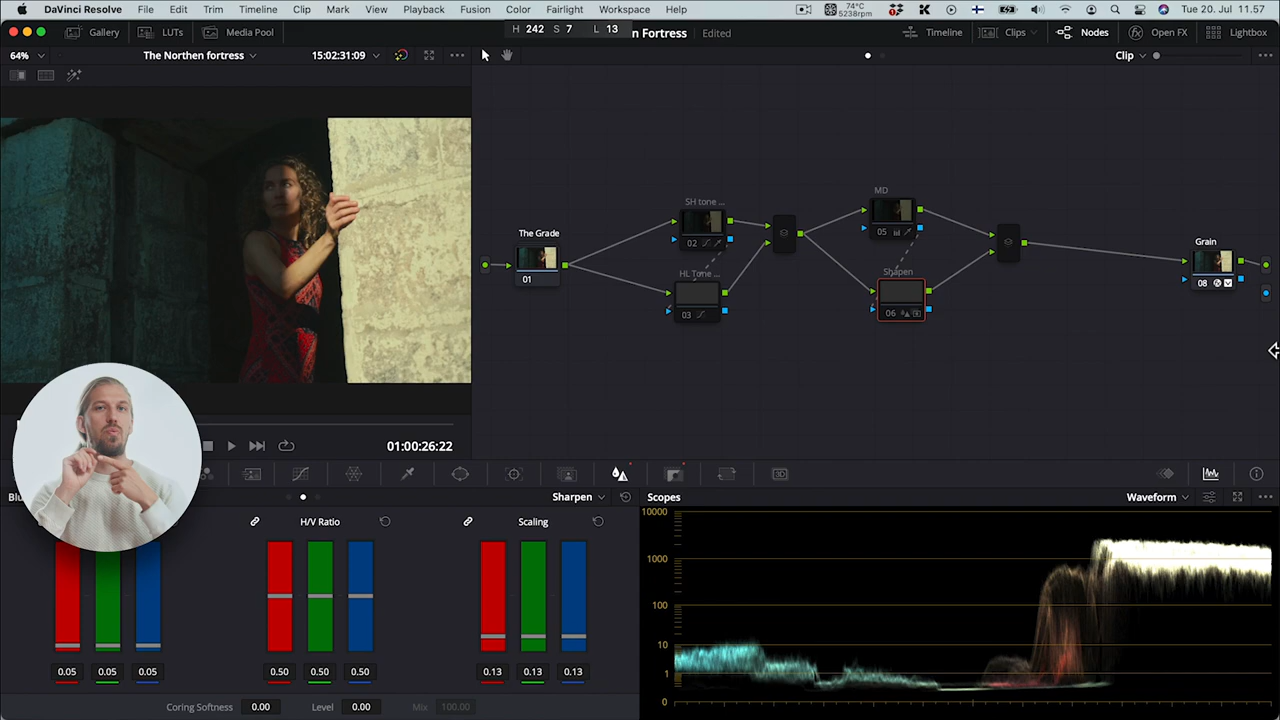 DaVinci Resolve File Edit Trim Timeline Clip Mark View Playback Fusion Color Fairlight Workspace Help 74°C 5238rpm Tue 20. Jul 11.57
Gallery LUTs Media Pool H 242 S 7 L 13 n Fortress Edited Timeline Clips Nodes Open FX Lightbox
64% The Northen fortress 15:02:31:09 Clip
MD
SH tone ...
05
The Grade
02
Grain
01
HL Tone ...
Shapen
08
03
06
01:00:26:22
Blu
Sharpen
Scopes
Waveform
H/V Ratio
Scaling
10000
1000
100
10
1
0
0.05 0.05 0.05 0.50 0.50 0.50 0.13 0.13 0.13
Coring Softness 0.00 Level 0.00 Mix 100.00